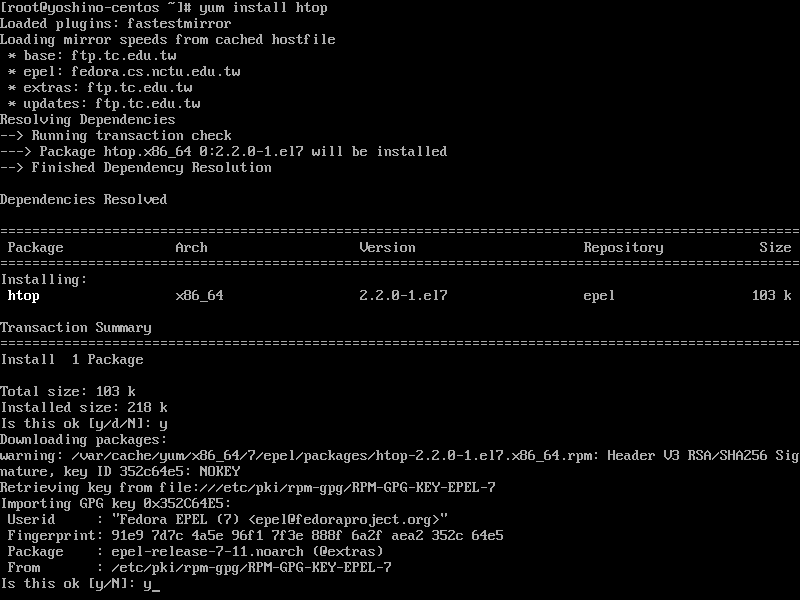 [root@yoshino-centos ~]# yum install htop
Loaded plugins: fastestmirror
Loading mirror speeds from cached hostfile
 * base: ftp.tc.edu.tw
 * epel: fedora.cs.nctu.edu.tw
 * extras: ftp.tc.edu.tw
 * updates: ftp.tc.edu.tw
Resolving Dependencies
--> Running transaction check
---> Package htop.x86_64 0:2.2.0-1.el7 will be installed
--> Finished Dependency Resolution

Dependencies Resolved

====================================================================================================
 Package              Arch                   Version                     Repository            Size
====================================================================================================
Installing:
 htop                 x86_64                 2.2.0-1.el7                 epel                 103 k

Transaction Summary
====================================================================================================
Install  1 Package

Total size: 103 k
Installed size: 218 k
Is this ok [y/d/N]: y
Downloading packages:
warning: /var/cache/yum/x86_64/7/epel/packages/htop-2.2.0-1.el7.x86_64.rpm: Header V3 RSA/SHA256 Sig
nature, key ID 352c64e5: NOKEY
Retrieving key from file:///etc/pki/rpm-gpg/RPM-GPG-KEY-EPEL-7
Importing GPG key 0x352C64E5:
 Userid     : "Fedora EPEL (7) <epel@fedoraproject.org>"
 Fingerprint: 91e9 7d7c 4a5e 96f1 7f3e 888f 6a2f aea2 352c 64e5
 Package    : epel-release-7-11.noarch (@extras)
 From       : /etc/pki/rpm-gpg/RPM-GPG-KEY-EPEL-7
Is this ok [y/N]: y_